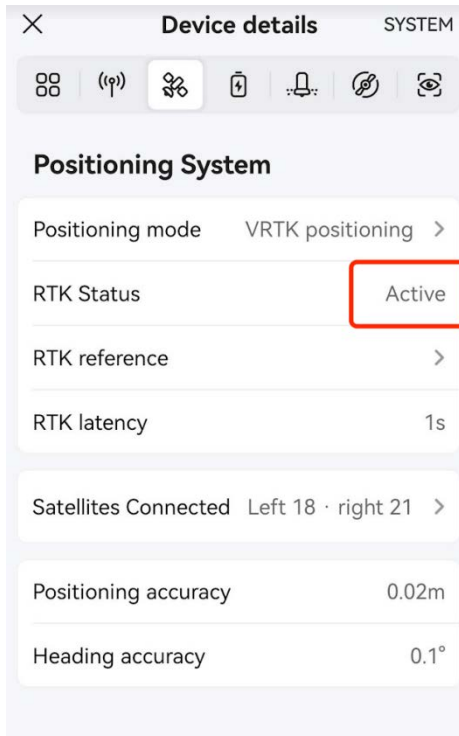 Device details SYSTEM
Positioning System
Positioning mode VRTK positioning
RTK Status Active
RTK reference
RTK latency 1s
Satellites Connected Left 18 · right 21
Positioning accuracy 0.02m
Heading accuracy 0.1°